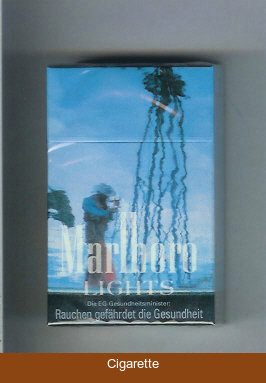 Marlboro
LIGHTS
Die EG-Gesundheitsminister:
Rauchen gefährdet die Gesundheit
Cigarette